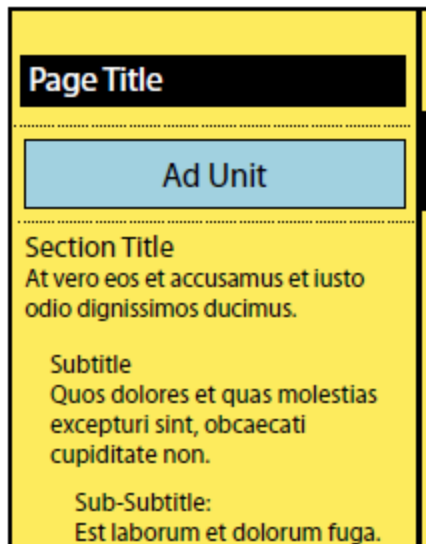 Page Title
Ad Unit
Section Title
At vero eos et accusamus et iusto
odio dignissimos ducimus.
Subtitle
Quos dolores et quas molestias
excepturi sint, obcaecati
cupiditate non.
Sub-Subtitle:
Est laborum et dolorum fuga.